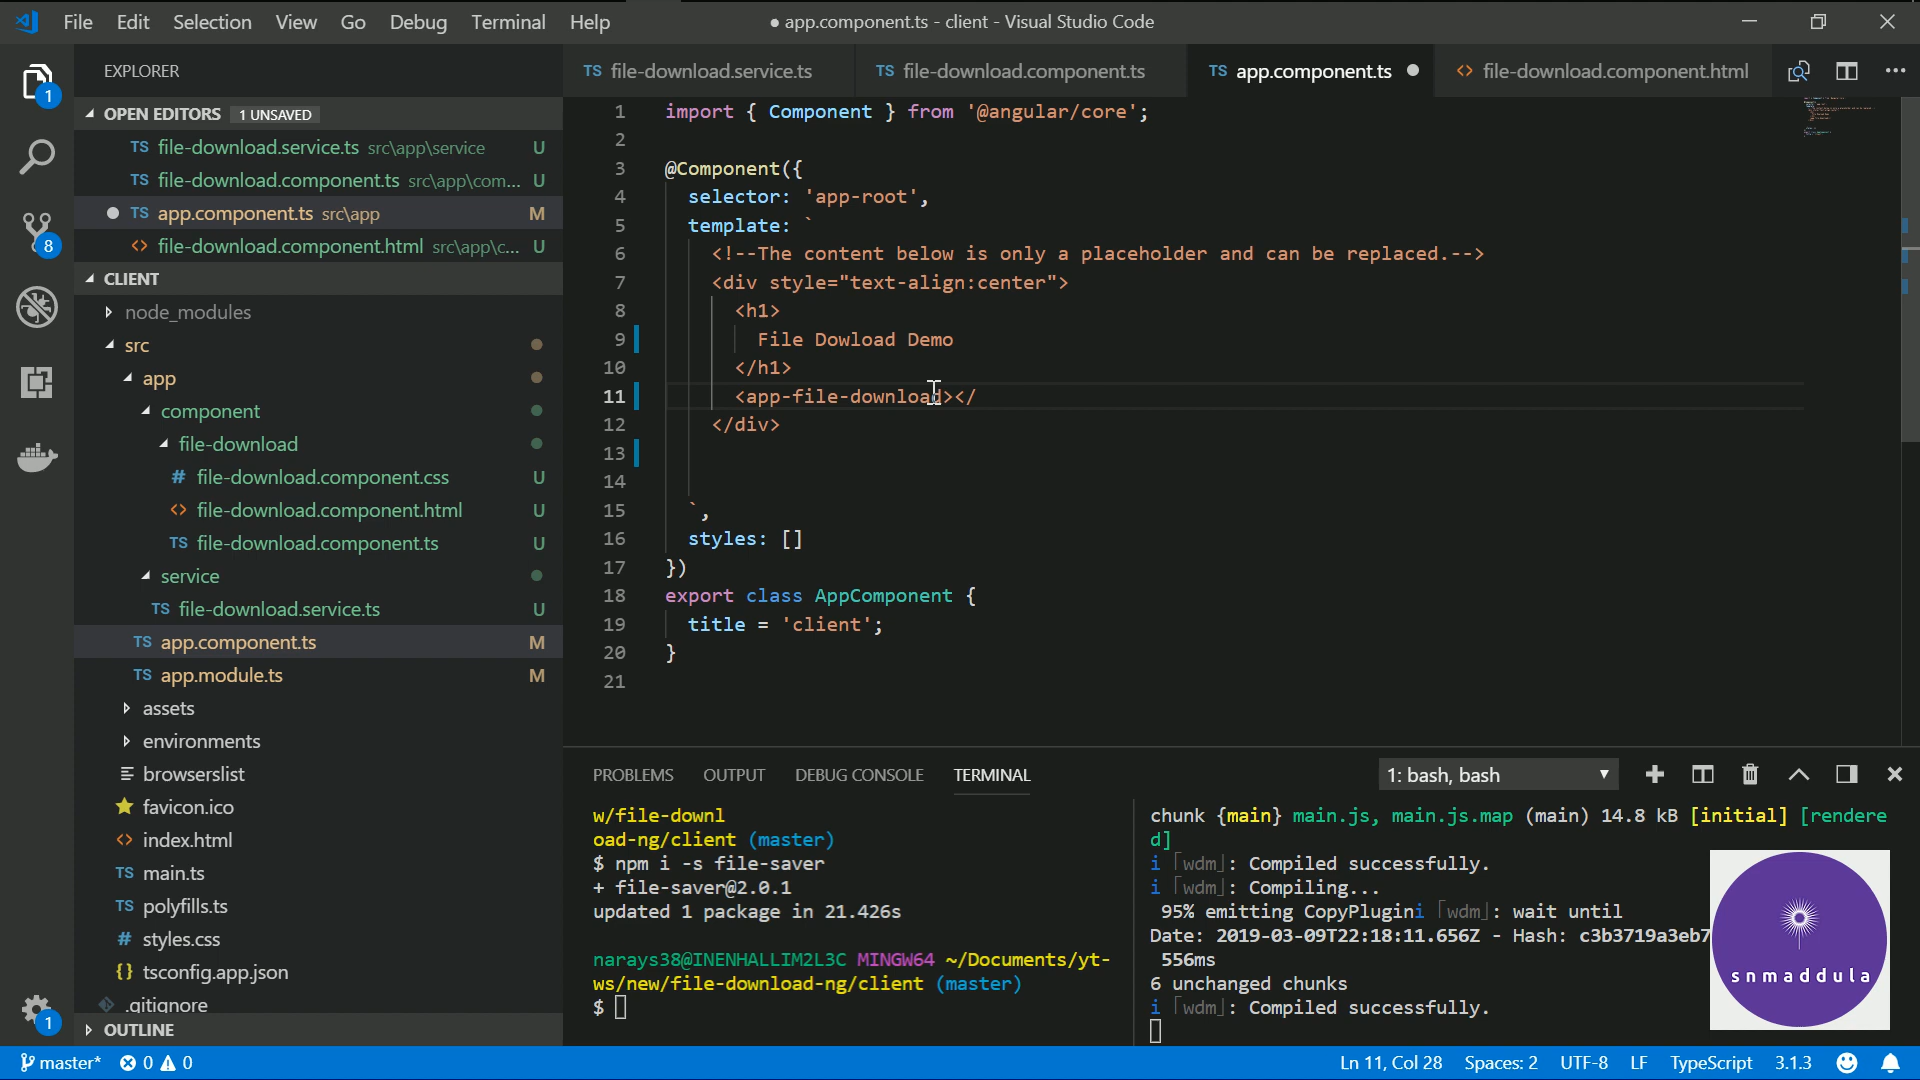 File Edit Selection View Go Debug Terminal Help
● app.component.ts - client - Visual Studio Code
EXPLORER
OPEN EDITORS 1 UNSAVED
TS file-download.service.ts src\app\service U
TS file-download.component.ts src\app\com... U
● TS app.component.ts src\app M
<> file-download.component.html src\app\c... U
CLIENT
node_modules
src
app
component
file-download
# file-download.component.css U
<> file-download.component.html U
TS file-download.component.ts U
service
TS file-download.service.ts U
TS app.component.ts M
TS app.module.ts M
assets
environments
browserslist
favicon.ico
<> index.html
TS main.ts
TS polyfills.ts
# styles.css
{} tsconfig.app.json
.gitignore
OUTLINE
1
8
1
TS file-download.service.ts
TS file-download.component.ts
TS app.component.ts ●
<> file-download.component.html
1 import { Component } from '@angular/core';
2
3 @Component({
4 selector: 'app-root',
5 template: `
6 <!--The content below is only a placeholder and can be replaced.-->
7 <div style="text-align:center">
8 <h1>
9 File Dowload Demo
10 </h1>
11 <app-file-download></
12 </div>
13
14
15 `,
16 styles: []
17 })
18 export class AppComponent {
19 title = 'client';
20 }
21
PROBLEMS OUTPUT DEBUG CONSOLE TERMINAL
1: bash, bash
w/file-downl
oad-ng/client (master)
$ npm i -s file-saver
+ file-saver@2.0.1
updated 1 package in 21.426s
narays38@INENHALLIM2L3C MINGW64 ~/Documents/yt-
ws/new/file-download-ng/client (master)
$
chunk {main} main.js, main.js.map (main) 14.8 kB [initial] [rendere
d]
i ｢wdm｣: Compiled successfully.
i ｢wdm｣: Compiling...
95% emitting CopyPlugini ｢wdm｣: wait until
Date: 2019-03-09T22:18:11.656Z - Hash: c3b3719a3eb7
556ms
6 unchanged chunks
i ｢wdm｣: Compiled successfully.
snmaddula
master* 0 0
Ln 11, Col 28 Spaces: 2 UTF-8 LF TypeScript 3.1.3